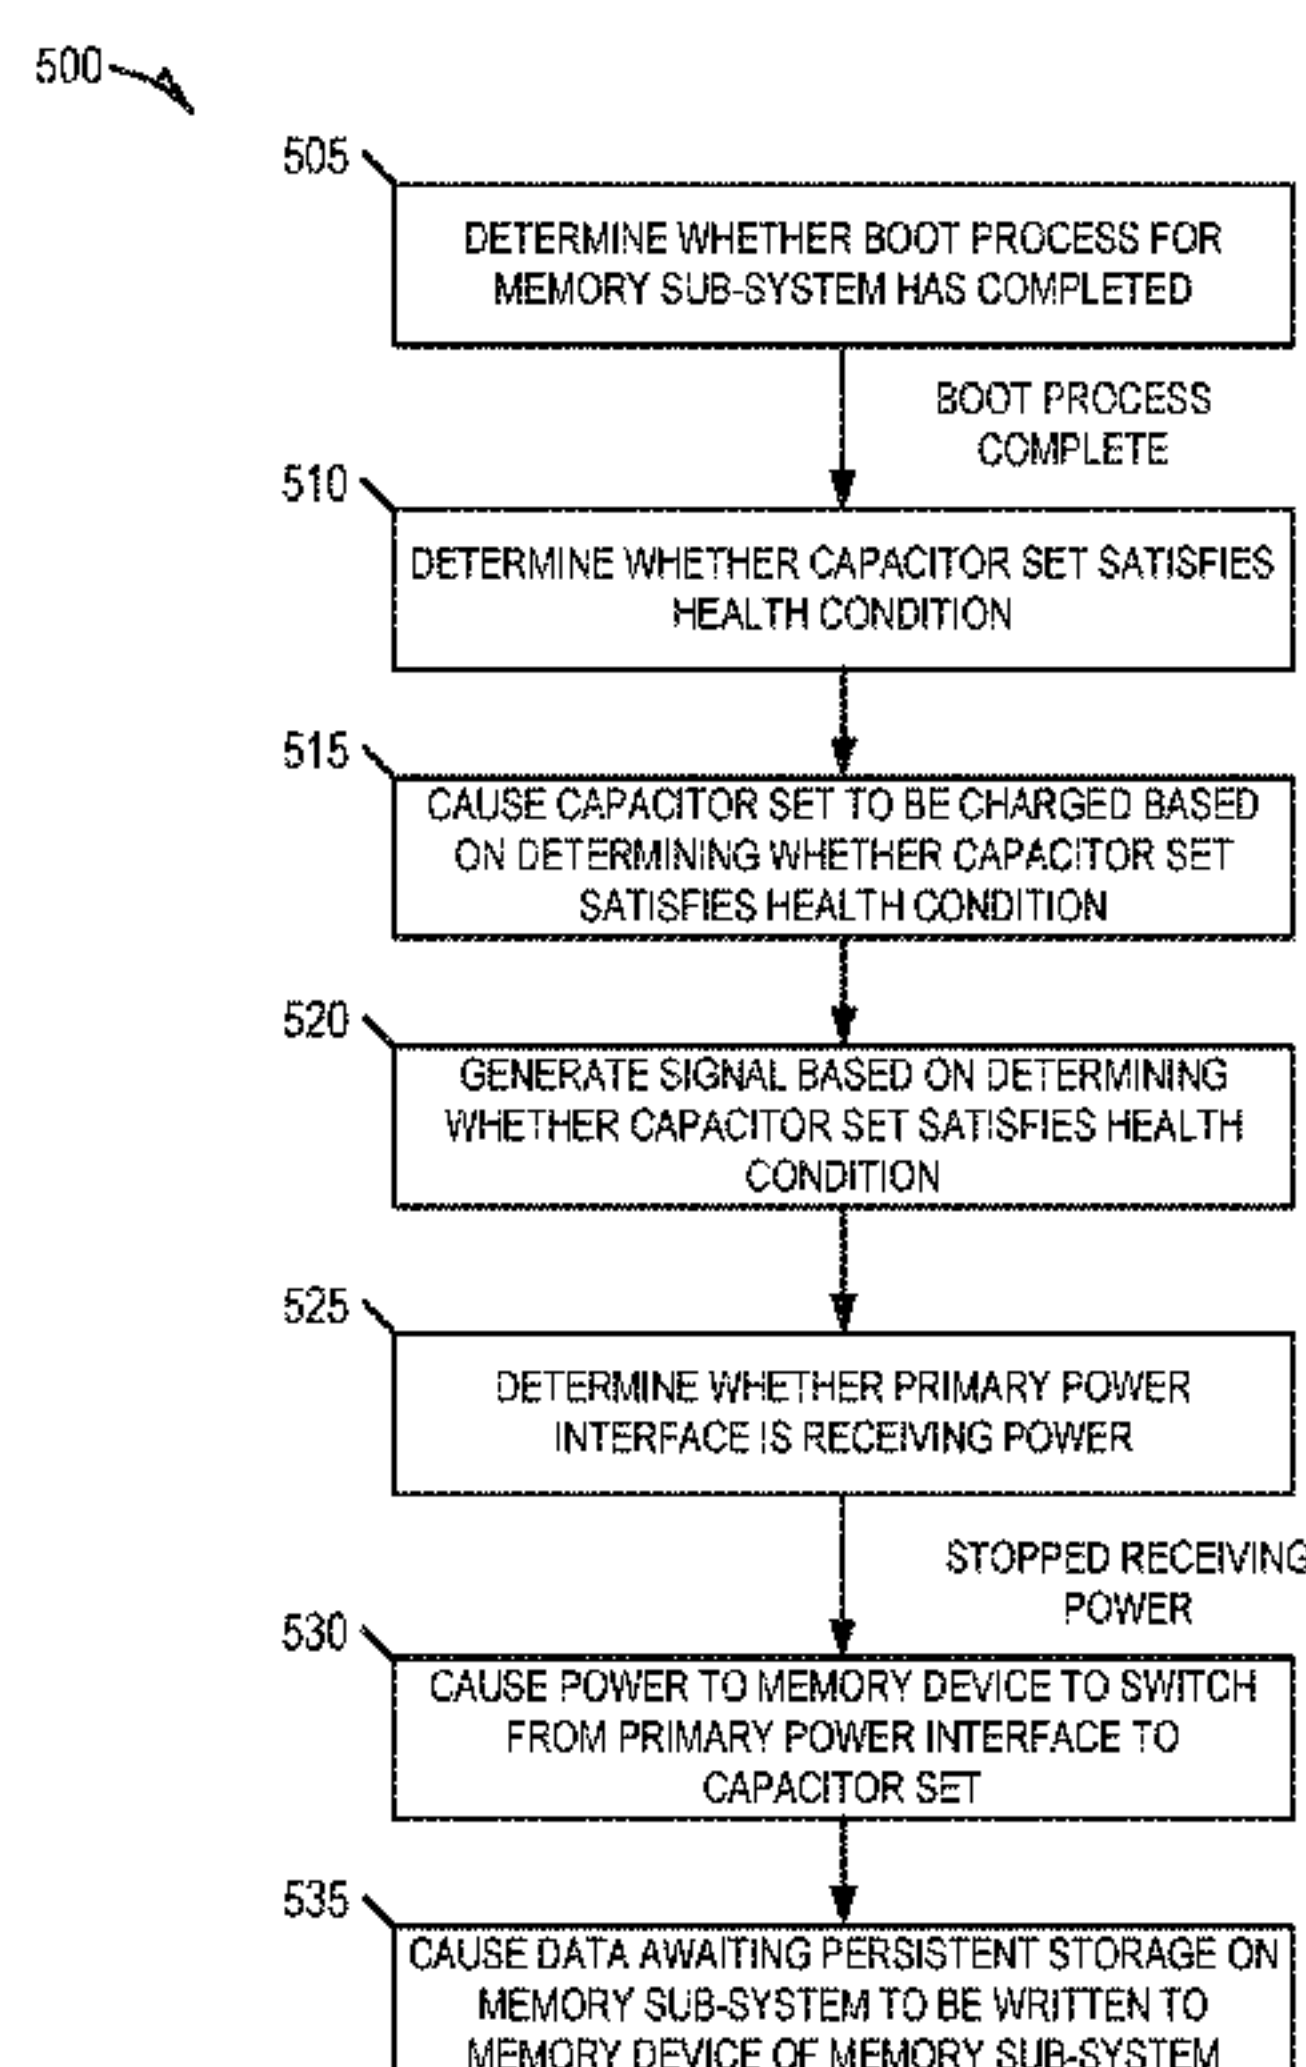 500
505
DETERMINE WHETHER BOOT PROCESS FOR
MEMORY SUB-SYSTEM HAS COMPLETED
BOOT PROCESS
COMPLETE
510
DETERMINE WHETHER CAPACITOR SET SATISFIES
HEALTH CONDITION
515
CAUSE CAPACITOR SET TO BE CHARGED BASED
ON DETERMINING WHETHER CAPACITOR SET
SATISFIES HEALTH CONDITION
520
GENERATE SIGNAL BASED ON DETERMINING
WHETHER CAPACITOR SET SATISFIES HEALTH
CONDITION
525
DETERMINE WHETHER PRIMARY POWER
INTERFACE IS RECEIVING POWER
STOPPED RECEIVING
POWER
530
CAUSE POWER TO MEMORY DEVICE TO SWITCH
FROM PRIMARY POWER INTERFACE TO
CAPACITOR SET
535
CAUSE DATA AWAITING PERSISTENT STORAGE ON
MEMORY SUB-SYSTEM TO BE WRITTEN TO
MEMORY DEVICE OF MEMORY SUB-SYSTEM